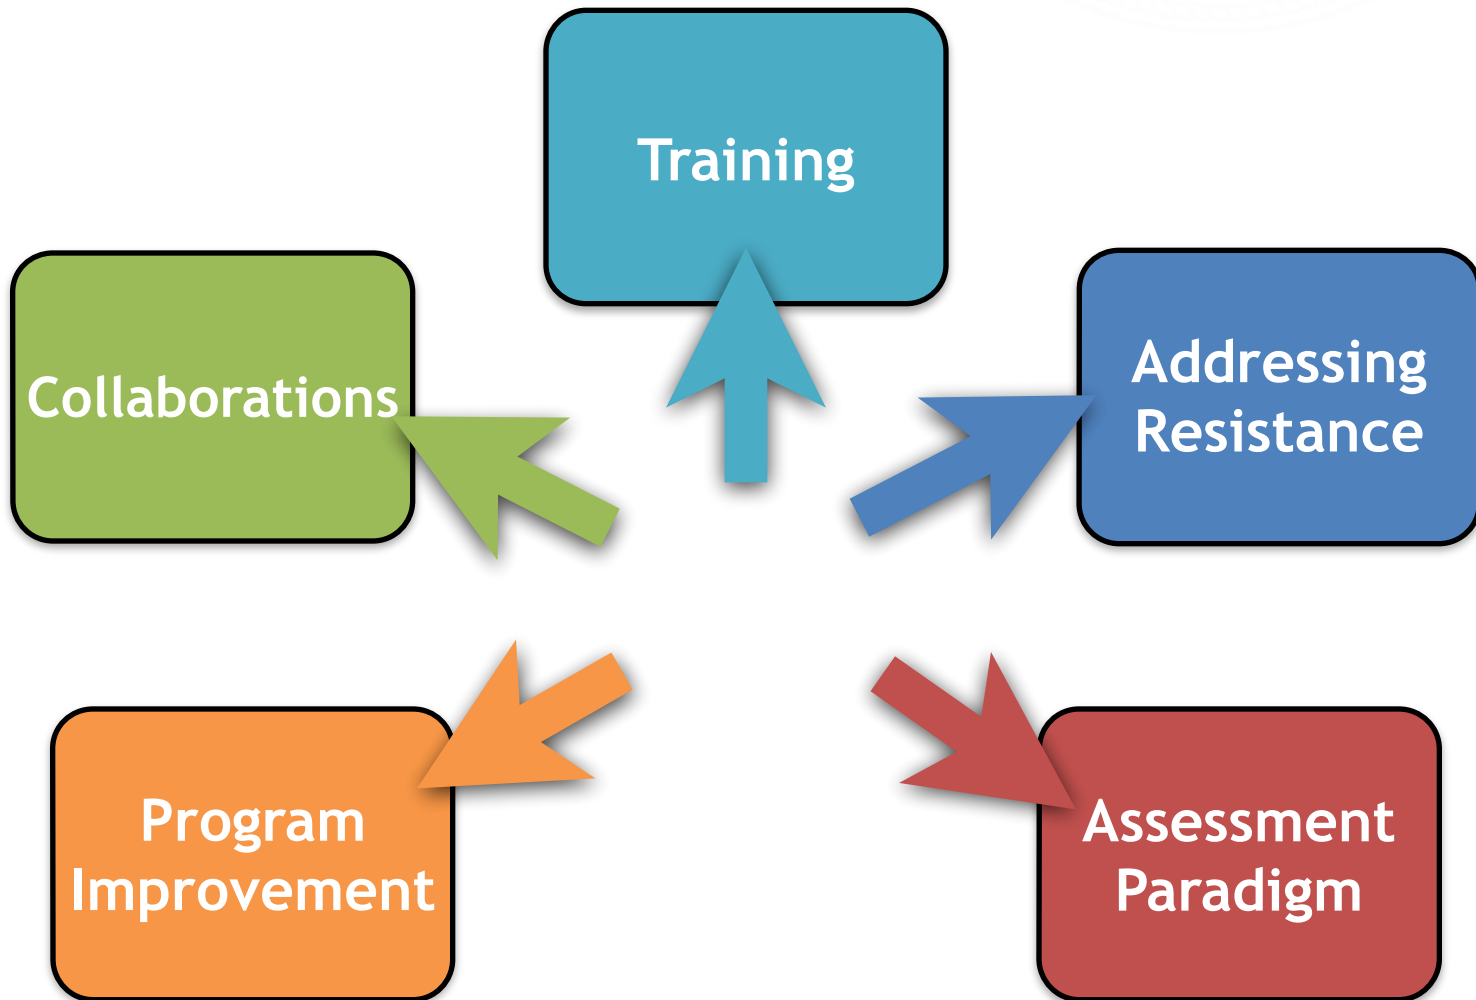 Training
Collaborations
Addressing
Resistance
Program
Improvement
Assessment
Paradigm